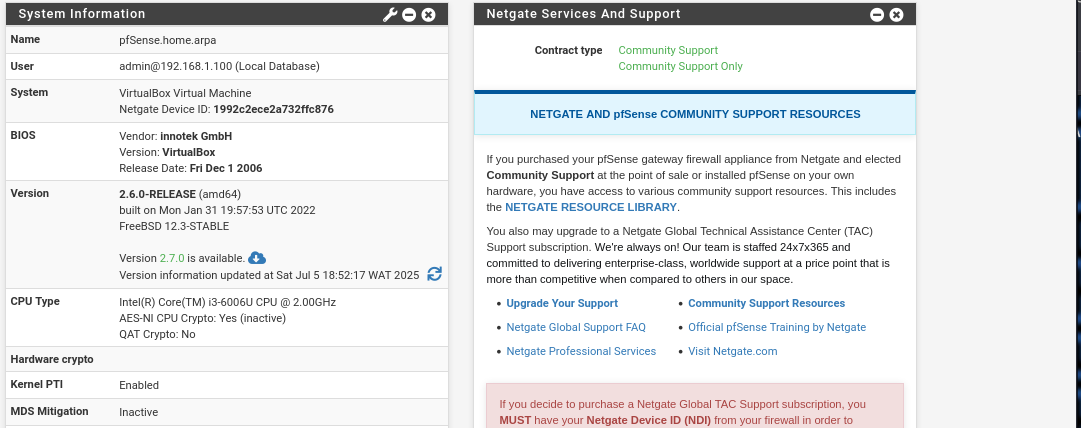 System Information
Name pfSense.home.arpa
User admin@192.168.1.100 (Local Database)
System VirtualBox Virtual Machine
Netgate Device ID: 1992c2ece2a732ffc876
BIOS Vendor: innotek GmbH
Version: VirtualBox
Release Date: Fri Dec 1 2006
Version 2.6.0-RELEASE (amd64)
built on Mon Jan 31 19:57:53 UTC 2022
FreeBSD 12.3-STABLE
Version 2.7.0 is available.
Version information updated at Sat Jul 5 18:52:17 WAT 2025
CPU Type Intel(R) Core(TM) i3-6006U CPU @ 2.00GHz
AES-NI CPU Crypto: Yes (inactive)
QAT Crypto: No
Hardware crypto
Kernel PTI Enabled
MDS Mitigation Inactive
Netgate Services And Support
Contract type Community Support
Community Support Only
NETGATE AND pfSense COMMUNITY SUPPORT RESOURCES
If you purchased your pfSense gateway firewall appliance from Netgate and elected
Community Support at the point of sale or installed pfSense on your own
hardware, you have access to various community support resources. This includes
the NETGATE RESOURCE LIBRARY.
You also may upgrade to a Netgate Global Technical Assistance Center (TAC)
Support subscription. We're always on! Our team is staffed 24x7x365 and
committed to delivering enterprise-class, worldwide support at a price point that is
more than competitive when compared to others in our space.
• Upgrade Your Support • Community Support Resources
• Netgate Global Support FAQ • Official pfSense Training by Netgate
• Netgate Professional Services • Visit Netgate.com
If you decide to purchase a Netgate Global TAC Support subscription, you
MUST have your Netgate Device ID (NDI) from your firewall in order to